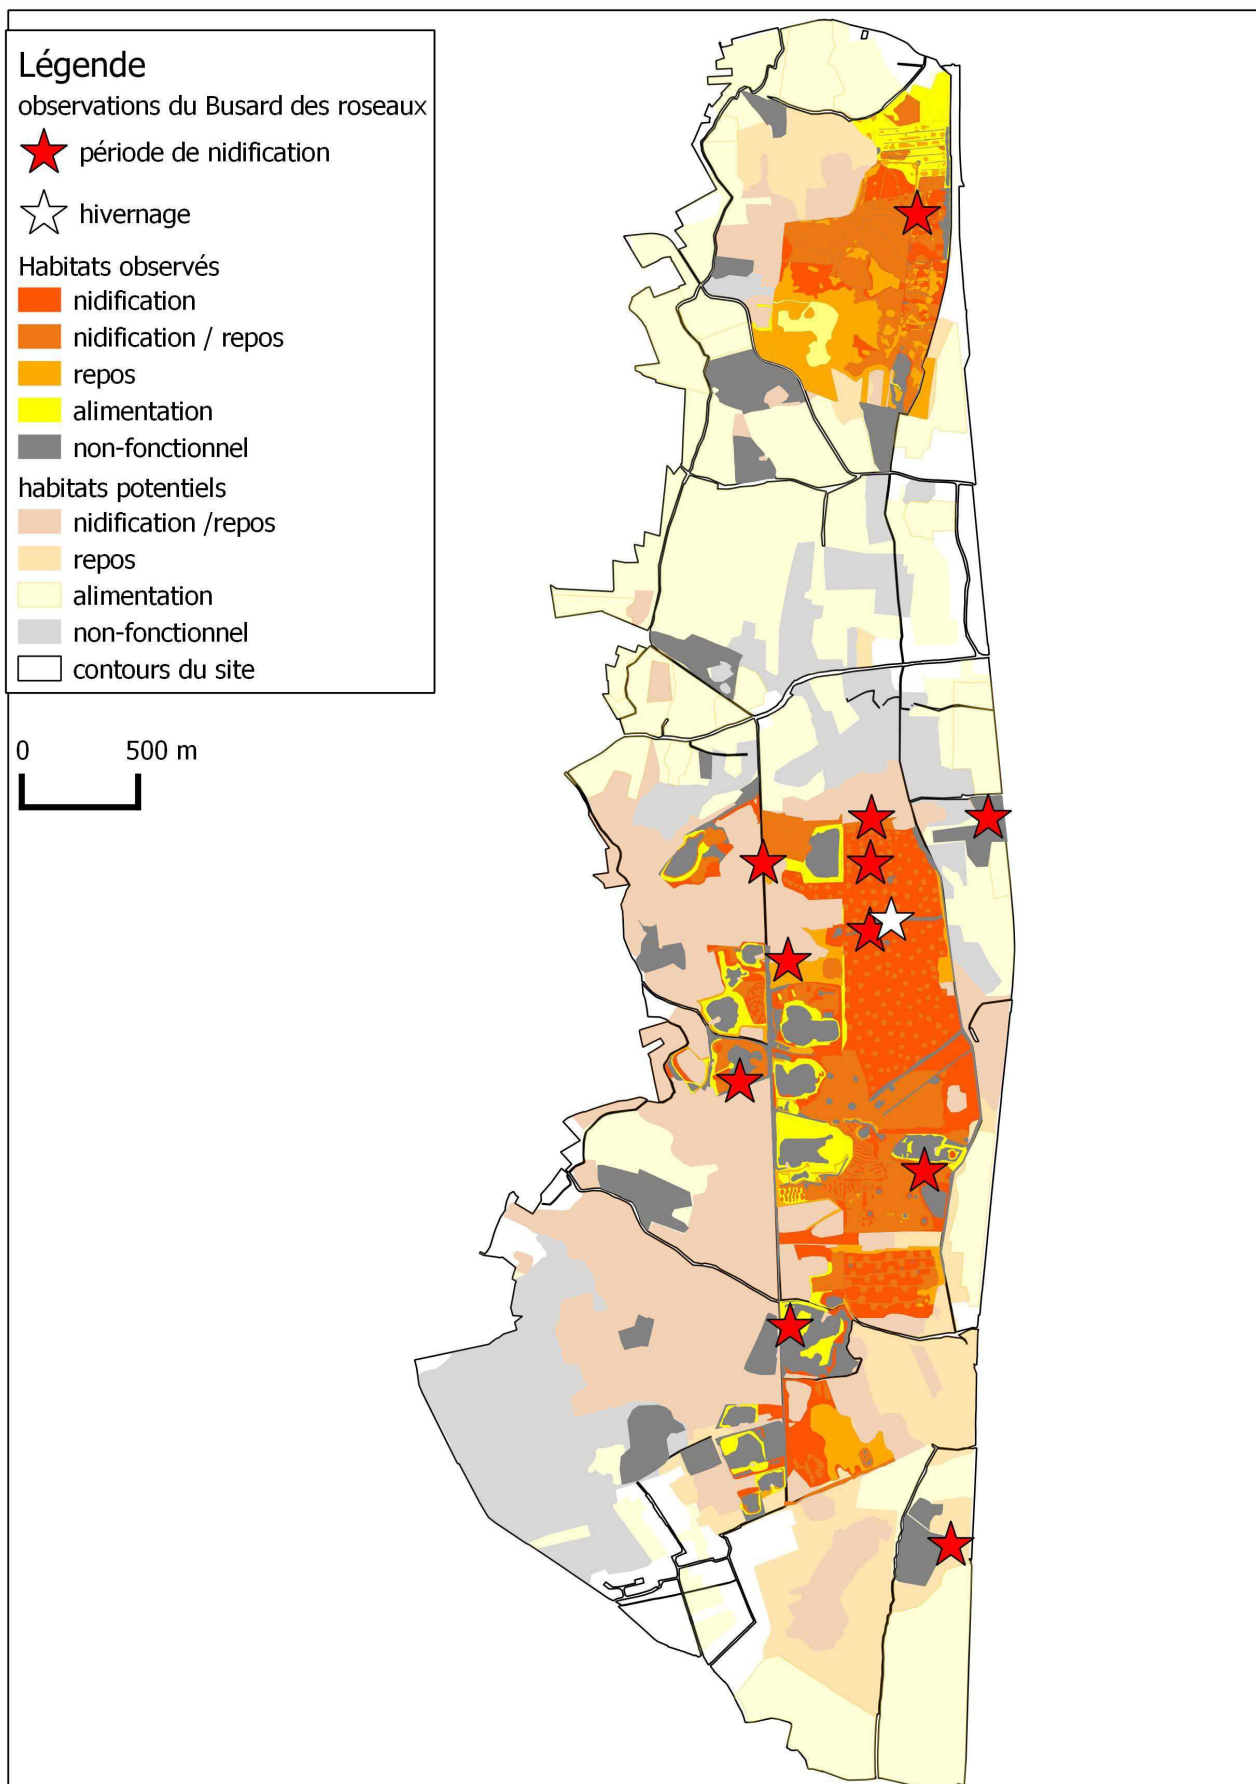 Légende
observations du Busard des roseaux
période de nidification
hivernage
Habitats observés
nidification
nidification / repos
repos
alimentation
non-fonctionnel
habitats potentiels
nidification /repos
repos
alimentation
non-fonctionnel
contours du site
0 500 m